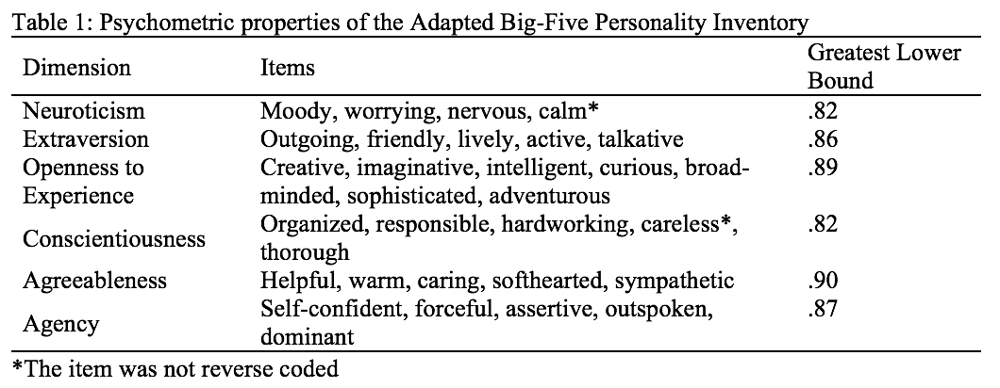 Table 1: Psychometric properties of the Adapted Big-Five Personality Inventory
Dimension Items Greatest Lower Bound
Neuroticism Moody, worrying, nervous, calm* .82
Extraversion Outgoing, friendly, lively, active, talkative .86
Openness to Experience Creative, imaginative, intelligent, curious, broad-minded, sophisticated, adventurous .89
Conscientiousness Organized, responsible, hardworking, careless*, thorough .82
Agreeableness Helpful, warm, caring, softhearted, sympathetic .90
Agency Self-confident, forceful, assertive, outspoken, dominant .87
*The item was not reverse coded